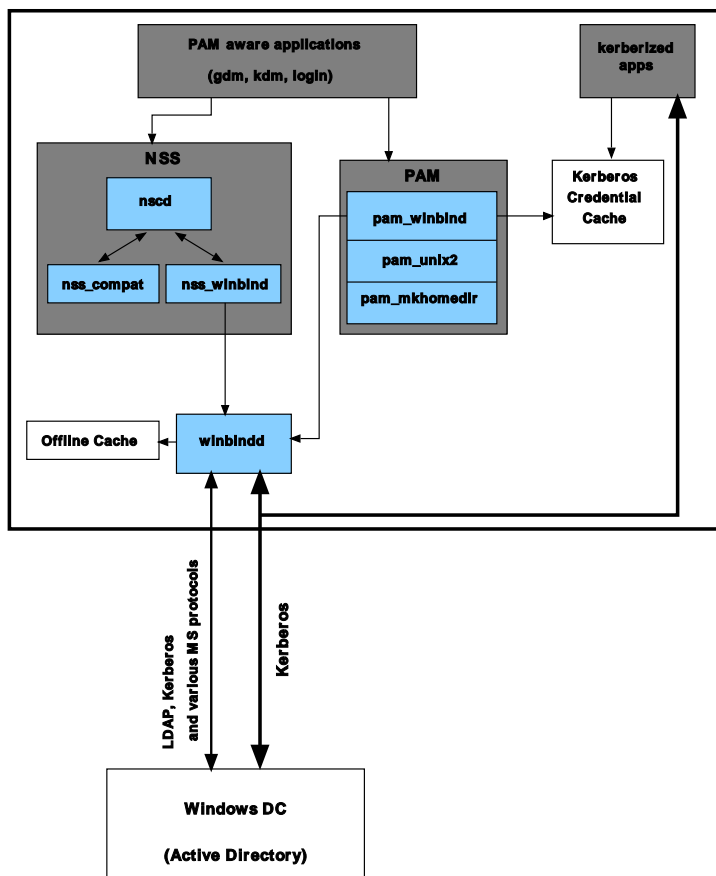 PAM aware applications
(gdm, kdm, login)
kerberized
apps
NSS
nscd
nss_compat
nss_winbind
PAM
pam_winbind
pam_unix2
pam_mkhomedir
Kerberos
Credential
Cache
Offline Cache
winbindd
LDAP, Kerberos
and various MS protocols
Kerberos
Windows DC
(Active Directory)